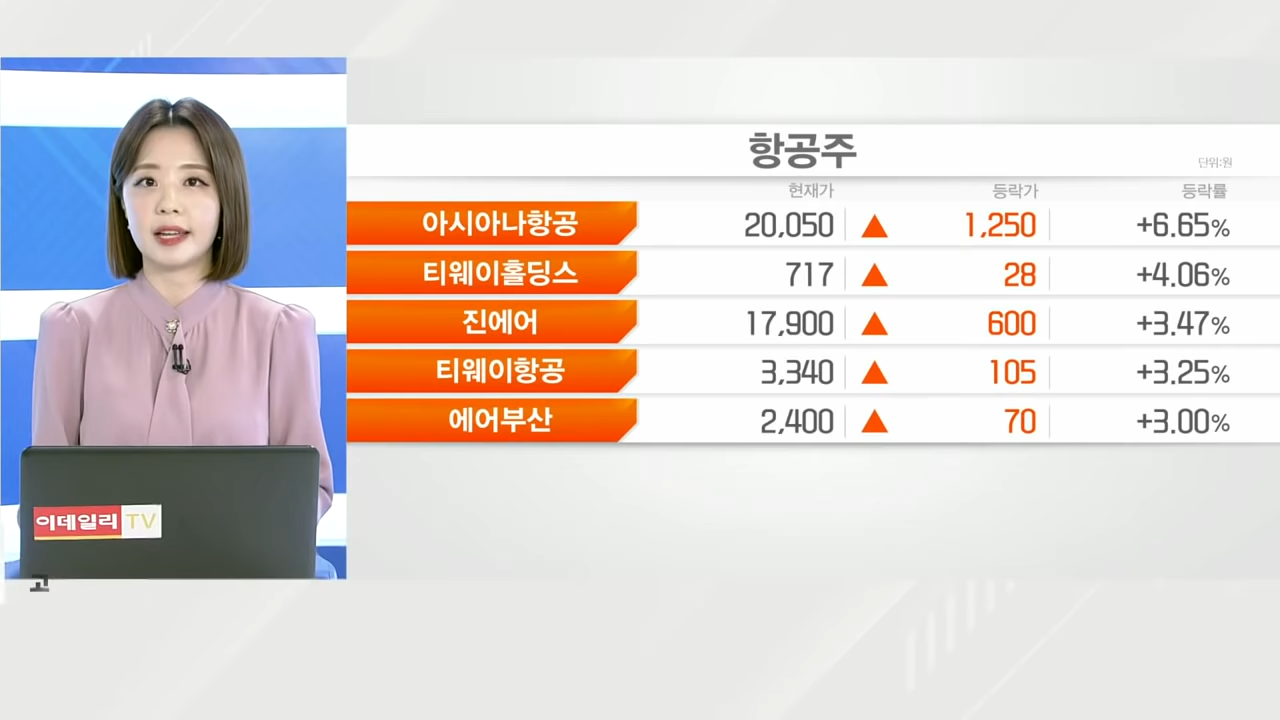 항공주
단위:원
현재가 등락가 등락률
아시아나항공 20,050 ▲ 1,250 +6.65%
티웨이홀딩스 717 ▲ 28 +4.06%
진에어 17,900 ▲ 600 +3.47%
티웨이항공 3,340 ▲ 105 +3.25%
에어부산 2,400 ▲ 70 +3.00%
이데일리TV
고